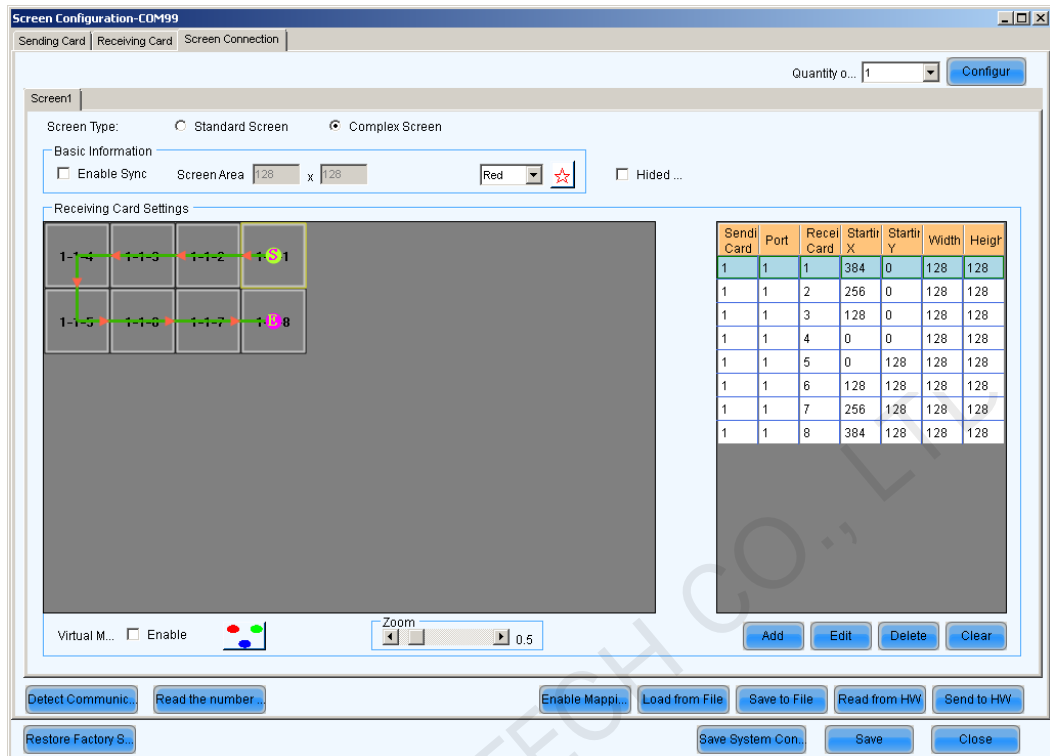 Screen Configuration-COM99
Sending Card Receiving Card Screen Connection
Quantity o... 1 Configur
Screen1
Screen Type: Standard Screen Complex Screen
Basic Information
Enable Sync Screen Area 128 x 128 Red Hided ...
Receiving Card Settings
1-1-4 1-1-3 1-1-2 S 1
1-1-5 1-1-6 1-1-7 E 8
Sendi Card Port Recei Card Startir X Startir Y Width Heigh
1 1 1 384 0 128 128
1 1 2 256 0 128 128
1 1 3 128 0 128 128
1 1 4 0 0 128 128
1 1 5 0 128 128 128
1 1 6 128 128 128 128
1 1 7 256 128 128 128
1 1 8 384 128 128 128
Virtual M... Enable
Zoom
0.5
Add Edit Delete Clear
Detect Communic.. Read the number .. Enable Mappi.. Load from File Save to File Read from HW Send to HW
Restore Factory S.. Save System Con.. Save Close
TECH CO., LTD